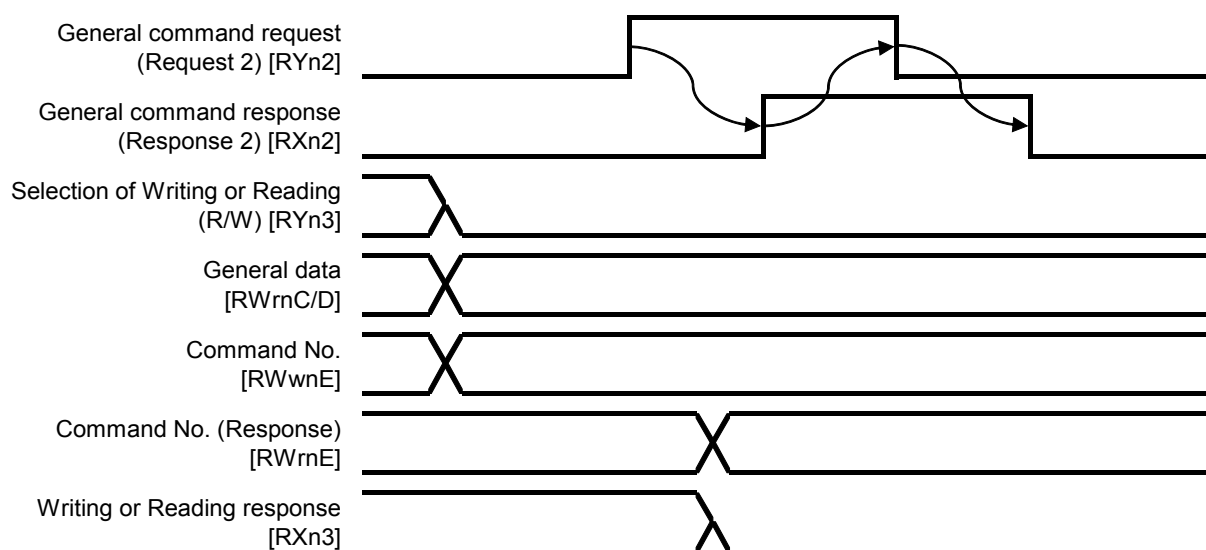 General command request
(Request 2) [RYn2]
General command response
(Response 2) [RXn2]
Selection of Writing or Reading
(R/W) [RYn3]
General data
[RWrnC/D]
Command No.
[RWwnE]
Command No. (Response)
[RWrnE]
Writing or Reading response
[RXn3]